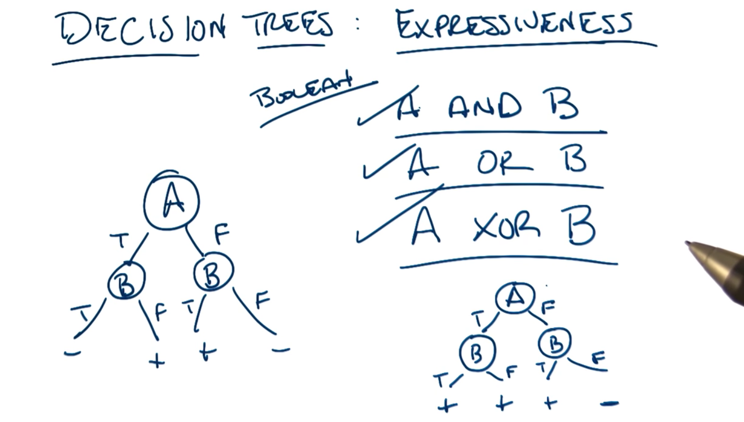 DECISION TREES : EXPRESSIVENESS
BOOLEAN
A AND B
A OR B
A XOR B
A
T F
B B
T F T F
- + + -
A
T F
B B
T F T F
+ + + -